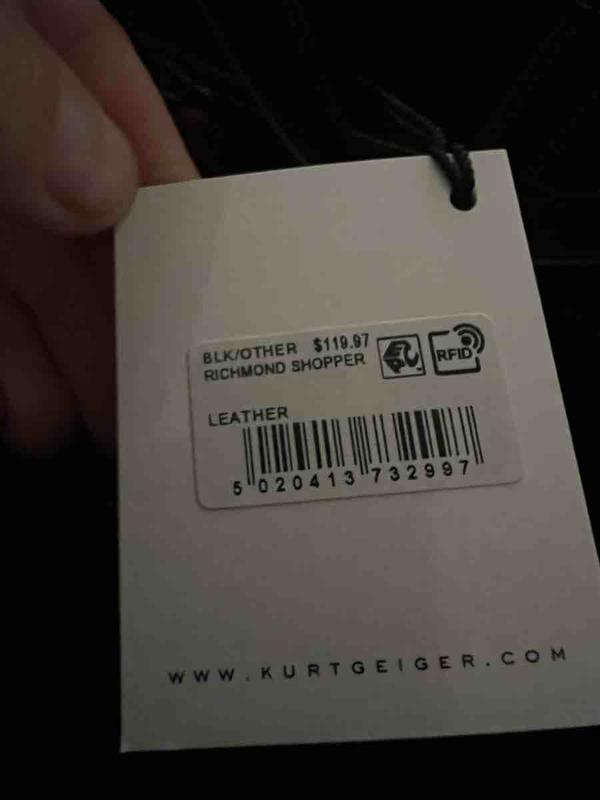 BLK/OTHER $119.97
RICHMOND SHOPPER
RFID
LEATHER
5 020413 732997
WWW.KURTGEIGER.COM